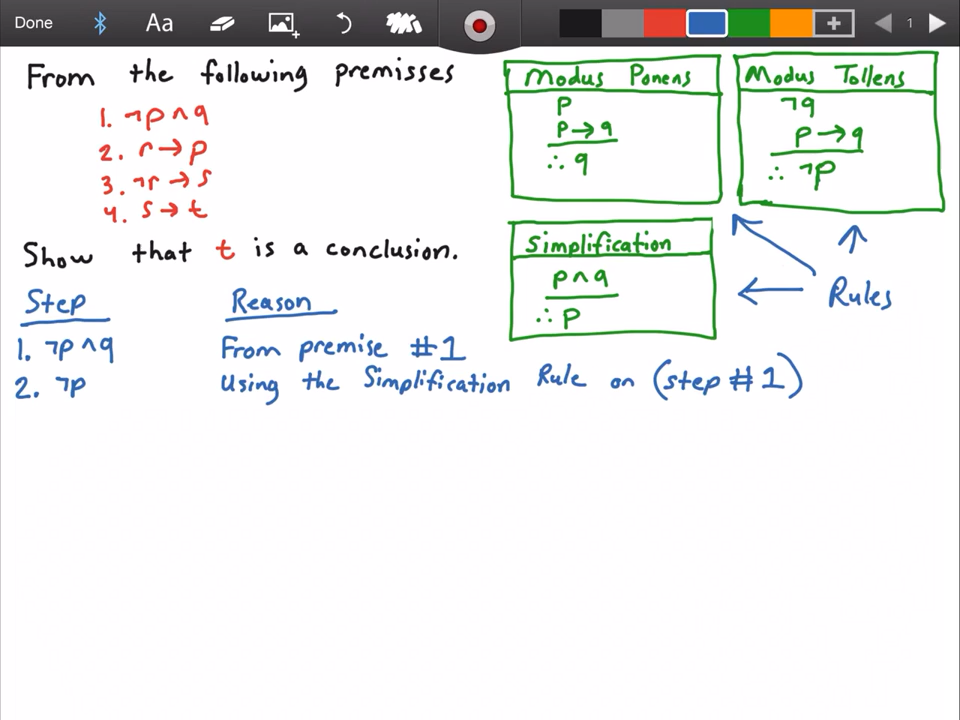 Done
Aa
1
From the following premisses
1. ¬p ∧ q
2. r → p
3. ¬r → s
4. s → t
Show that t is a conclusion.
Modus Ponens
p
p → q
∴ q
Modus Tollens
¬q
p → q
∴ ¬p
Simplification
p ∧ q
∴ p
Rules
Step Reason
1. ¬p ∧ q From premise #1
2. ¬p Using the Simplification Rule on (step #1)